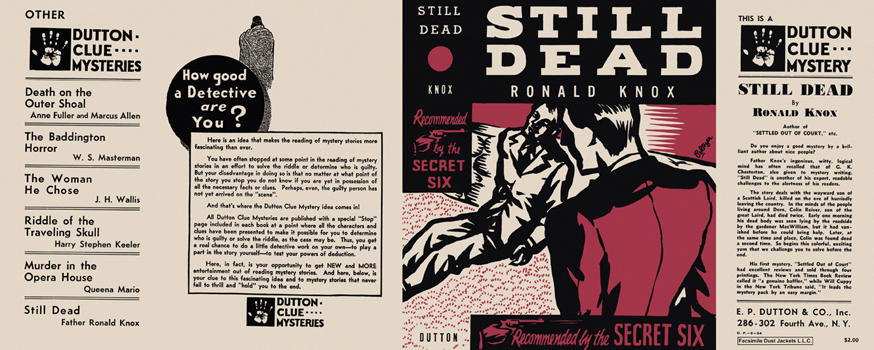 OTHER
DUTTON
CLUE ····
MYSTERIES
Death on the
Outer Shoal
Anne Fuller and Marcus Allen
The Baddington
Horror
W. S. Masterman
The Woman
He Chose
J. H. Wallis
Riddle of the
Traveling Skull
Harry Stephen Keeler
Murder in the
Opera House
Queena Mario
Still Dead
Father Ronald Knox
How good
a Detective
are
You?
Here is an idea that makes the reading of mystery stories more
fascinating than ever.
You have often stopped at some point in the reading of mystery
stories in an effort to solve the riddle or determine who is guilty.
But your disadvantage in doing so is that no matter at what point of
the story you stop you do not know if you are yet in possession of
all the necessary facts or clues. Perhaps, even, the guilty person has
not yet arrived on the "scene".
And that's where the Dutton Clue Mystery idea comes in!
All Dutton Clue Mysteries are published with a special "Stop"
page included in each book at a point where all the characters and
clues have been presented to make it possible for you to determine
who is guilty or solve the riddle, as the case may be. Thus, you get
a real chance to do a little detective work on your own—to play a
part in the story yourself—to test your powers of deduction.
Here, in fact, is your opportunity to get NEW and MORE
entertainment out of reading mystery stories. And here, below, is
your clue to this fascinating idea and to mystery stories that never
fail to thrill and "hold" you to the end.
DUTTON
CLUE ····
MYSTERIES
STILL
DEAD
KNOX
Recommended
by the
SECRET
SIX
DUTTON
STILL
DEAD
RONALD KNOX
Recommended by the SECRET SIX
THIS IS A
DUTTON
CLUE ····
MYSTERY
STILL DEAD
By
RONALD KNOX
Author of
"SETTLED OUT OF COURT," etc.
Do you enjoy a good mystery by a bril-
liant author about nice people?
Father Knox's ingenious, witty, logical
mind has often recalled that of G. K.
Chesterton, also given to mystery writing.
"Still Dead" is another of his expert, readable
challenges to the alertness of his readers.
The story deals with the wayward son of
a Scottish Laird, killed on the eve of hurriedly
leaving the country. In the minds of the people
living around Dorn, Colin Reiver, son of the
great Laird, had died twice. Early one morning
his dead body was seen lying by the roadside
by the gardener MacWilliam, but it had van-
ished before he could bring help. Later, at
the same time and place, Colin was found dead
a second time. So begins this colorful, exciting
yarn that we challenge you to solve before the
end.
His first mystery, "Settled Out of Court"
had excellent reviews and sold through four
printings. The New York Times Book Review
called it "a genuine baffler," while Will Cuppy
in the New York Tribune said, "It leads the
mystery pack by an easy margin."
E. P. DUTTON & CO., Inc.
286-302 Fourth Ave., N. Y.
Facsimile Dust Jackets L.L.C.
$2.00